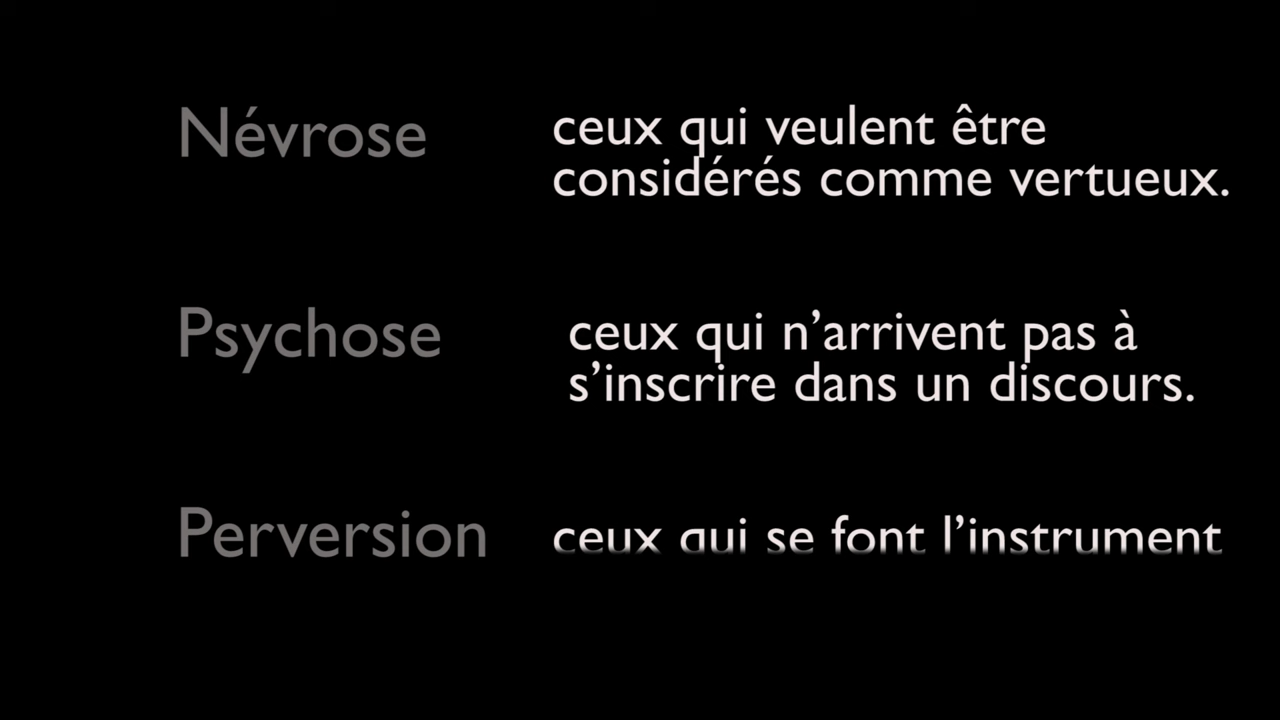 Névrose
ceux qui veulent être
considérés comme vertueux.
Psychose
ceux qui n’arrivent pas à
s’inscrire dans un discours.
Perversion
ceux qui se font l’instrument